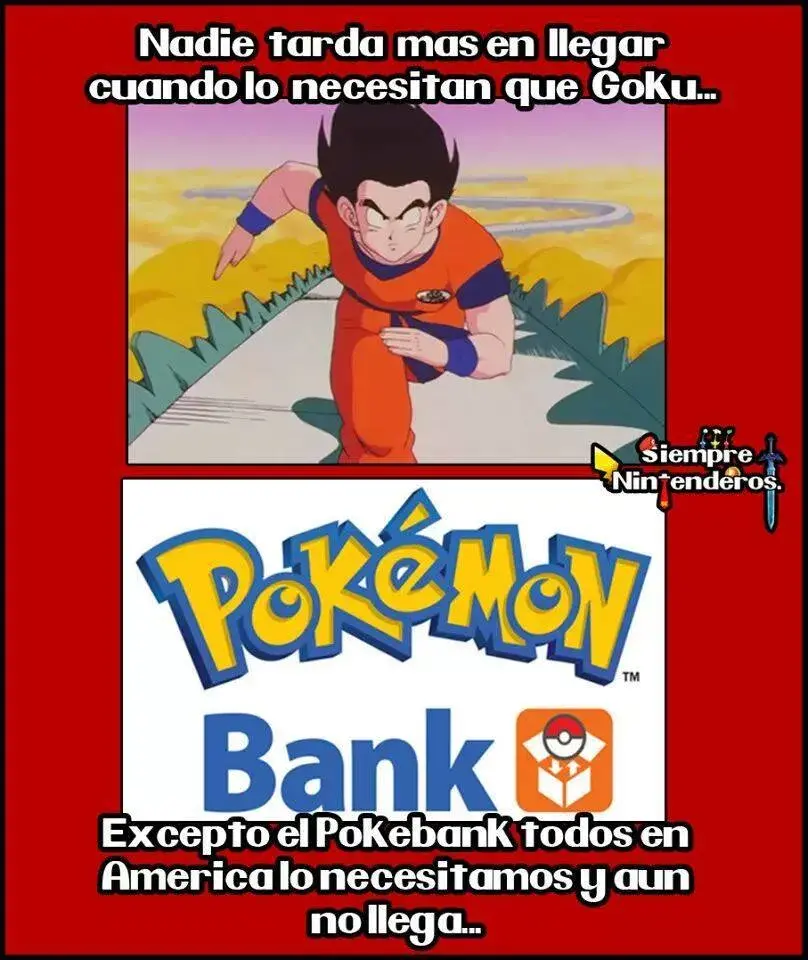 Nadie tarda mas en llegar
cuando lo necesitan que Goku...
Siempre
Nintenderos.
Pokémon
TM
Bank
Excepto el Pokebank todos en
America lo necesitamos y aun
no llega...